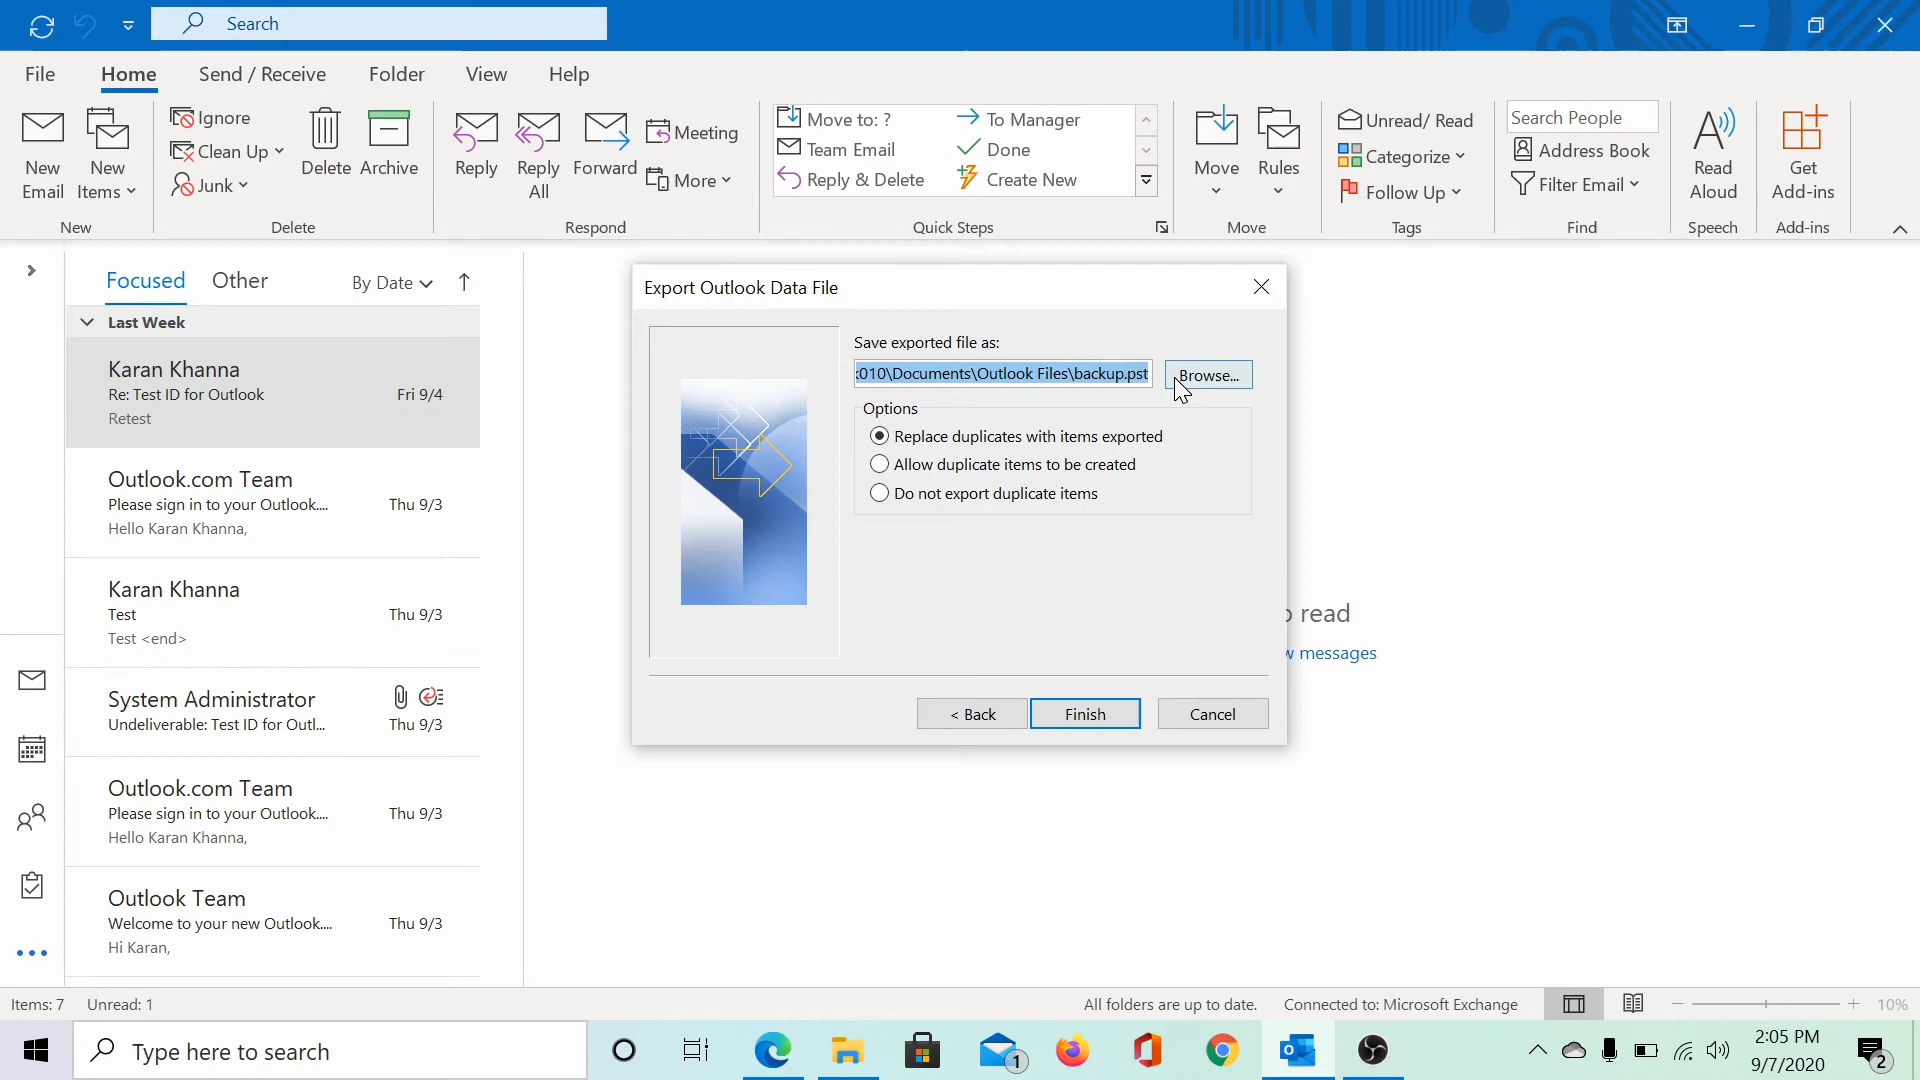 Search
File Home Send / Receive Folder View Help
New Email
New Items
Ignore
Clean Up
Junk
Delete
Archive
Reply
Reply All
Forward
Meeting
More
Move to: ?
Team Email
Reply & Delete
To Manager
Done
Create New
Move
Rules
Unread/ Read
Categorize
Follow Up
Search People
Address Book
Filter Email
Read Aloud
Get Add-ins
New Delete Respond Quick Steps Move Tags Find Speech Add-ins
Focused Other By Date
Last Week
Karan Khanna
Re: Test ID for Outlook Fri 9/4
Retest
Outlook.com Team
Please sign in to your Outlook.... Thu 9/3
Hello Karan Khanna,
Karan Khanna
Test Thu 9/3
Test <end>
System Administrator
Undeliverable: Test ID for Outl... Thu 9/3
Outlook.com Team
Please sign in to your Outlook.... Thu 9/3
Hello Karan Khanna,
Outlook Team
Welcome to your new Outlook.... Thu 9/3
Hi Karan,
Export Outlook Data File
Save exported file as:
:010\Documents\Outlook Files\backup.pst Browse...
Options
Replace duplicates with items exported
Allow duplicate items to be created
Do not export duplicate items
< Back Finish Cancel
read
messages
Items: 7 Unread: 1 All folders are up to date. Connected to: Microsoft Exchange 10%
Type here to search
1
2:05 PM
9/7/2020
2